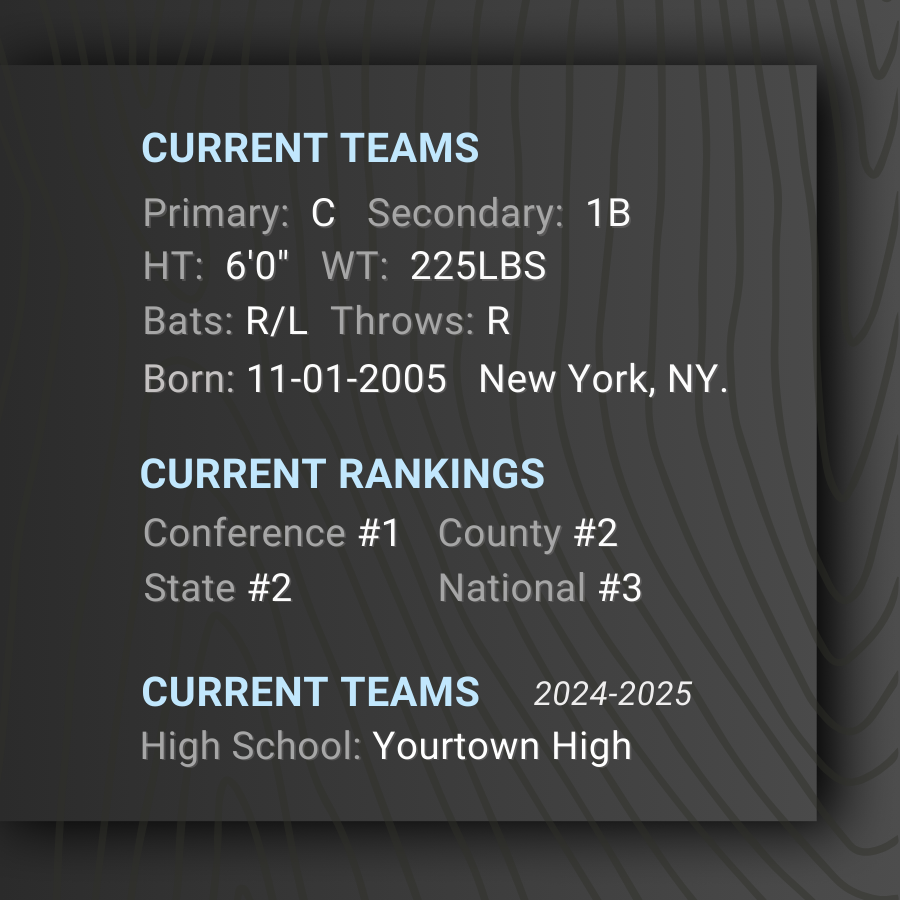 CURRENT TEAMS
Primary: C Secondary: 1B
HT: 6'0" WT: 225LBS
Bats: R/L Throws: R
Born: 11-01-2005 New York, NY.
CURRENT RANKINGS
Conference #1 County #2
State #2 National #3
CURRENT TEAMS 2024-2025
High School: Yourtown High